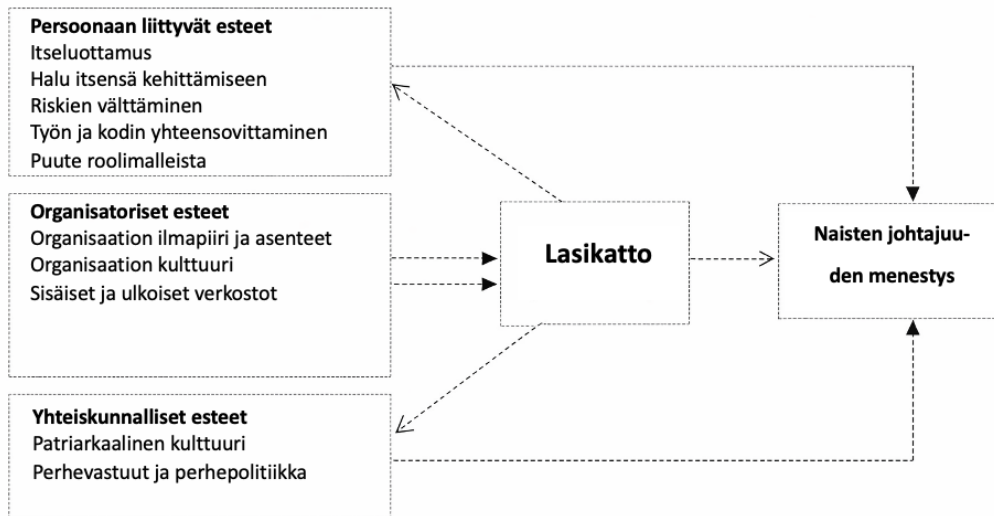 Persoonaan liittyvät esteet
Itseluottamus
Halu itsensä kehittämiseen
Riskien välttäminen
Työn ja kodin yhteensovittaminen
Puute roolimalleista
Organisatoriset esteet
Organisaation ilmapiiri ja asenteet
Organisaation kulttuuri
Sisäiset ja ulkoiset verkostot
Lasikatto
Naisten johtajuu-
den menestys
Yhteiskunnalliset esteet
Patriarkaalinen kulttuuri
Perhevastuut ja perhepolitiikka